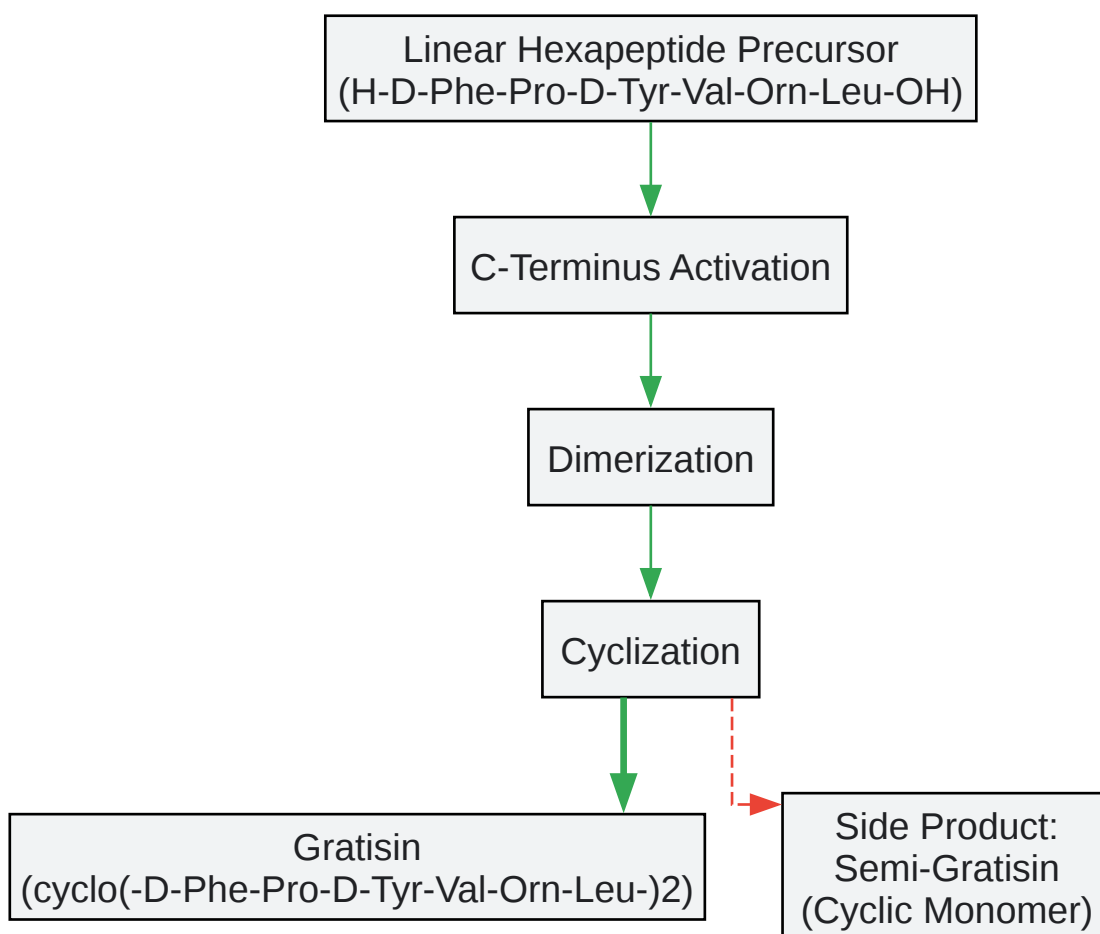 Linear Hexapeptide Precursor
(H-D-Phe-Pro-D-Tyr-Val-Orn-Leu-OH)
C-Terminus Activation
Dimerization
Cyclization
Gratisin
(cyclo(-D-Phe-Pro-D-Tyr-Val-Orn-Leu-)2)
Side Product:
Semi-Gratisin
(Cyclic Monomer)